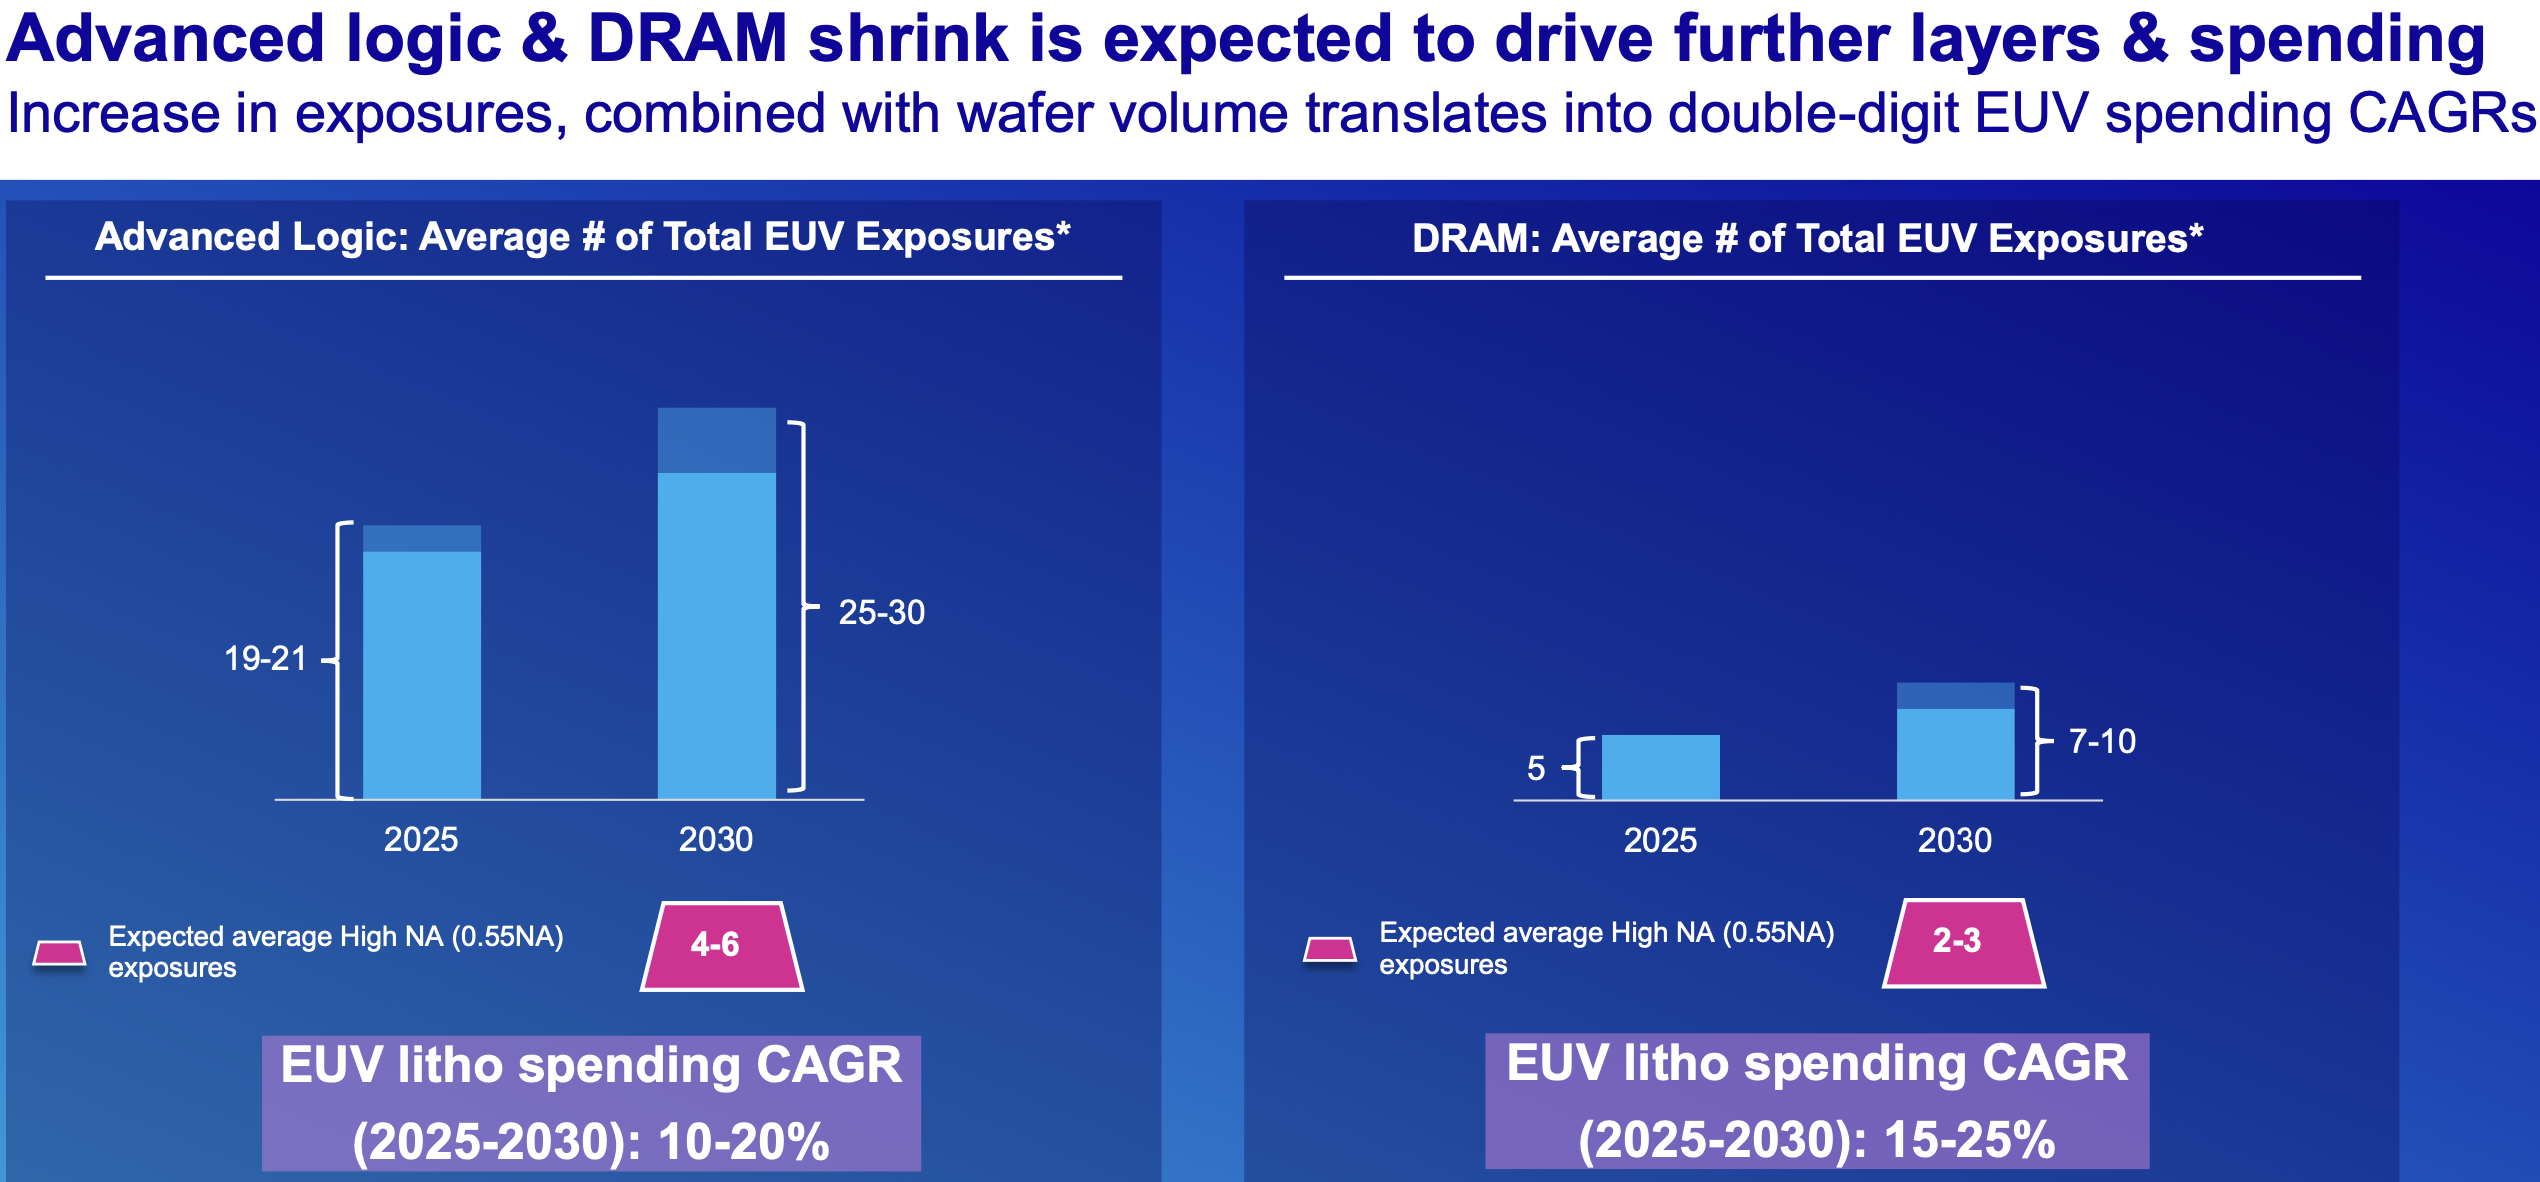 Advanced logic & DRAM shrink is expected to drive further layers & spending
Increase in exposures, combined with wafer volume translates into double-digit EUV spending CAGRs
Advanced Logic: Average # of Total EUV Exposures*
19-21
25-30
2025
2030
Expected average High NA (0.55NA)
exposures
4-6
EUV litho spending CAGR
(2025-2030): 10-20%
DRAM: Average # of Total EUV Exposures*
5
7-10
2025
2030
Expected average High NA (0.55NA)
exposures
2-3
EUV litho spending CAGR
(2025-2030): 15-25%